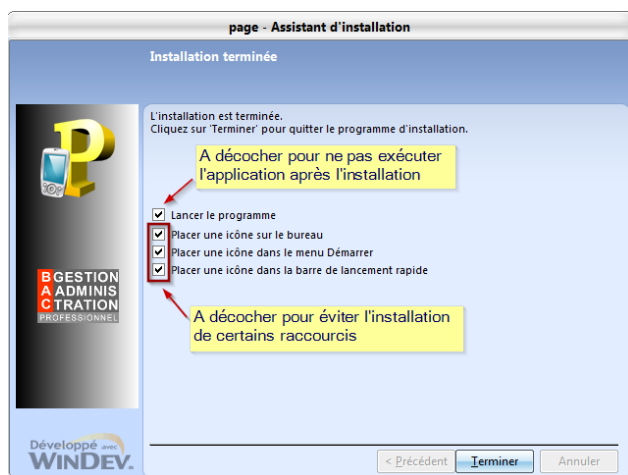 page - Assistant d'installation
Installation terminée
L'installation est terminée.
Cliquez sur 'Terminer' pour quitter le programme d'installation.
A décocher pour ne pas exécuter
l'application après l'installation
Lancer le programme
Placer une icône sur le bureau
Placer une icône dans le menu Démarrer
Placer une icône dans la barre de lancement rapide
A décocher pour éviter l'installation
de certains raccourcis
P
B GESTION
A ADMINIS
C TRATION
PROFESSIONNEL
Développé avec
WINDEV.
< Précédent
Terminer
Annuler